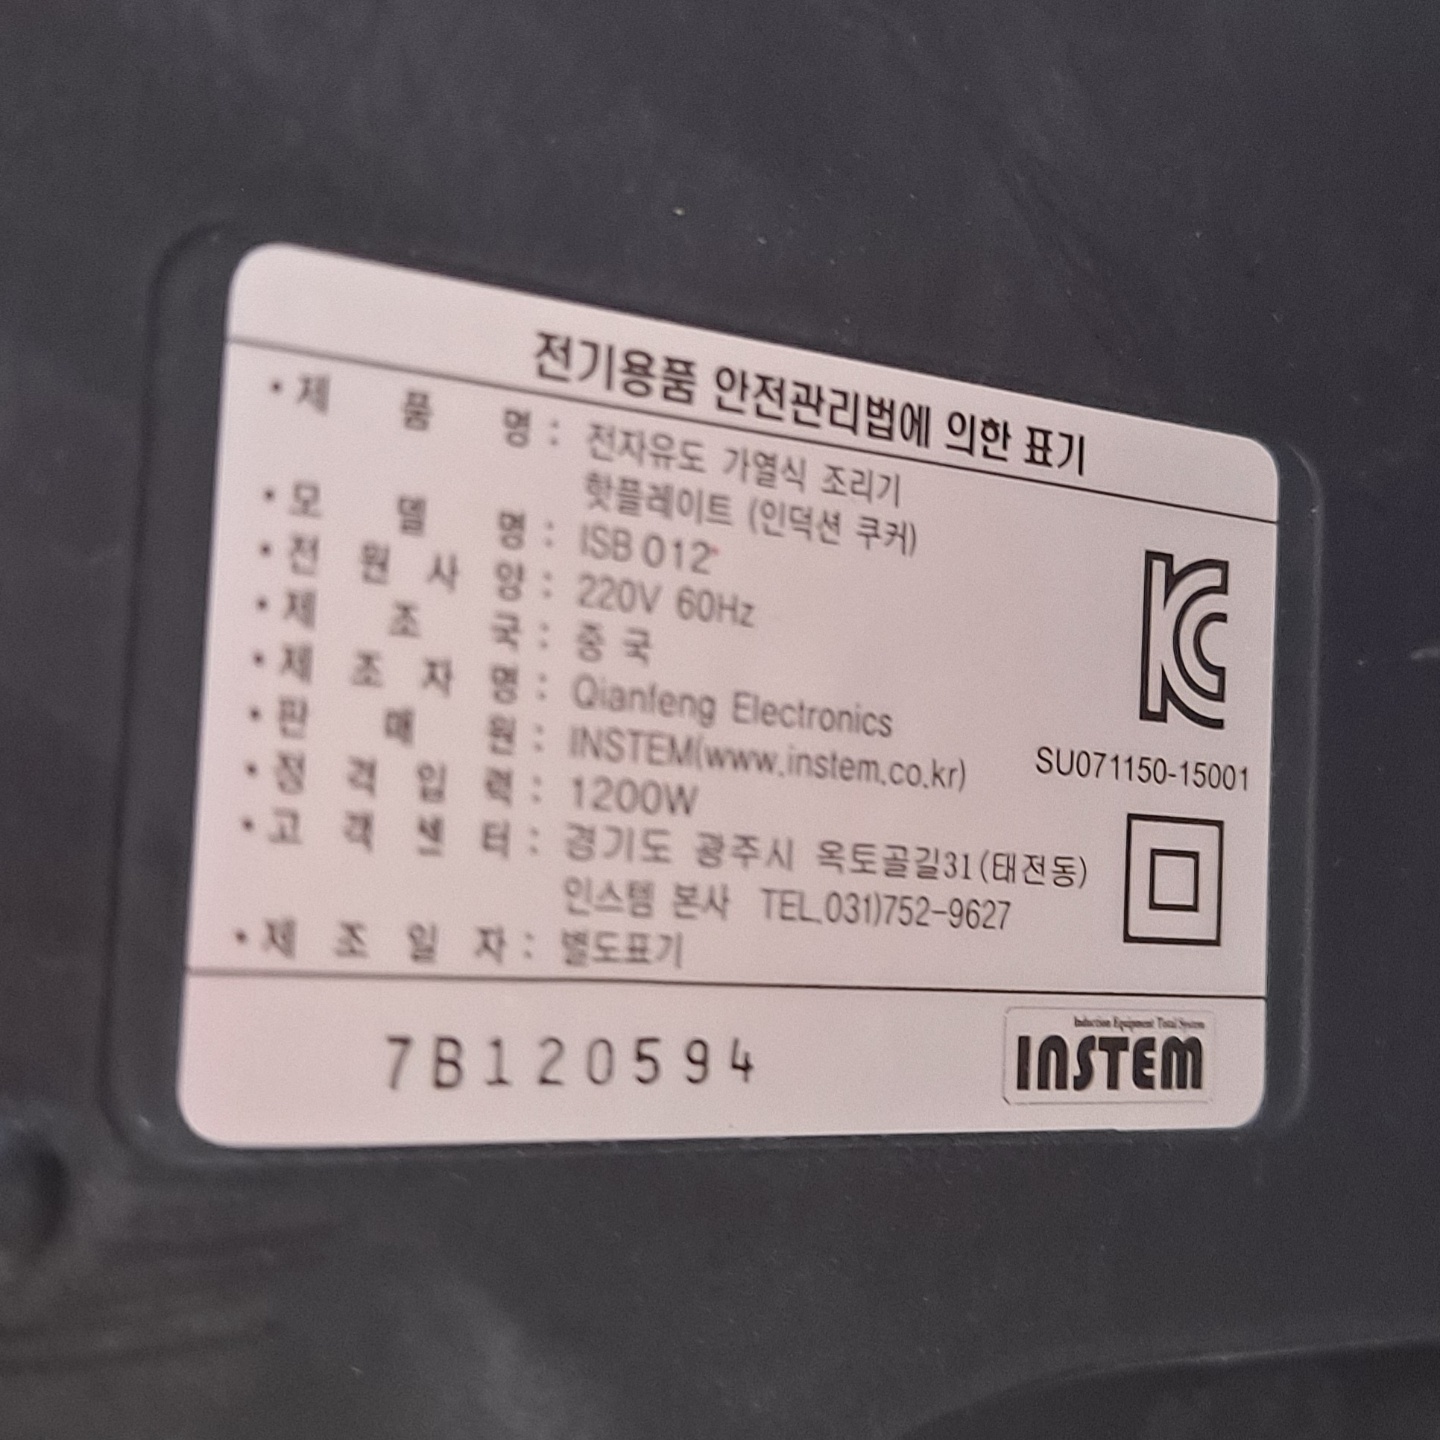 전기용품 안전관리법에 의한 표기
• 제 품 명 : 전자유도 가열식 조리기
핫플레이트 (인덕션 쿠커)
• 모 델 명 : ISB 012
• 전 원 사 양 : 220V 60Hz
• 제 조 국 : 중 국
• 제 조 자 명 : Qianfeng Electronics
• 판 매 원 : INSTEM(www.instem.co.kr)
• 정 격 입 력 : 1200W
• 고 객 센 터 : 경기도 광주시 옥토골길31(태전동)
인스템 본사 TEL.031)752-9627
• 제 조 일 자 : 별도표기
KC
SU071150-15001
7B120594
Induction Equipment Total System
INSTEM